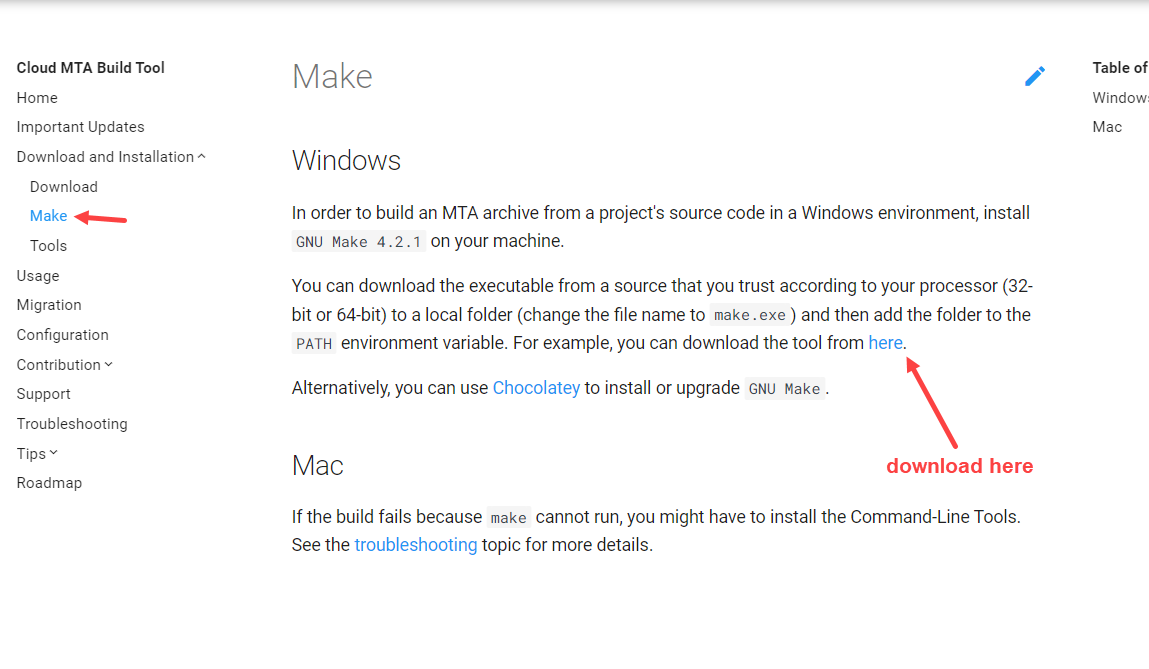 Cloud MTA Build Tool
Home
Important Updates
Download and Installation
Download
Make
Tools
Usage
Migration
Configuration
Contribution
Support
Troubleshooting
Tips
Roadmap
Make
Windows
In order to build an MTA archive from a project's source code in a Windows environment, install
GNU Make 4.2.1 on your machine.
You can download the executable from a source that you trust according to your processor (32-
bit or 64-bit) to a local folder (change the file name to make.exe) and then add the folder to the
PATH environment variable. For example, you can download the tool from here.
Alternatively, you can use Chocolatey to install or upgrade GNU Make.
download here
Mac
If the build fails because make cannot run, you might have to install the Command-Line Tools.
See the troubleshooting topic for more details.
Table of
Windows
Mac